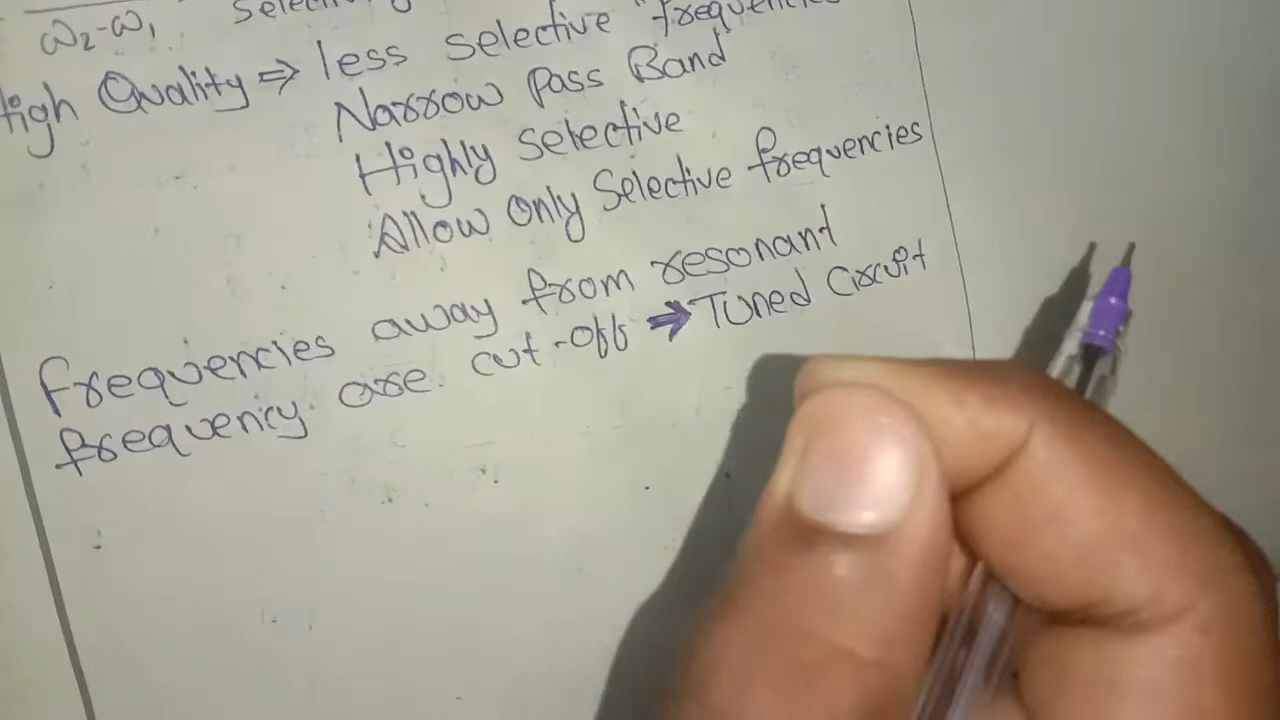 ω₂-ω₁ Selectiv
High Quality ⇒ less selective "frequencies
Narrow Pass Band
Highly selective
Allow only Selective frequencies
Frequencies away from resonant
frequency are cut-off → Tuned Circuit